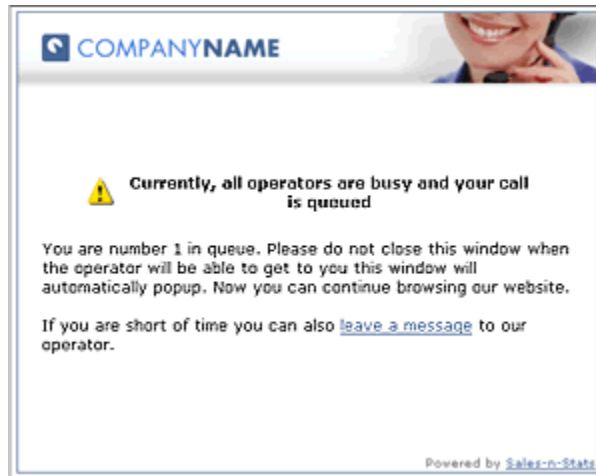 COMPANYNAME
Currently, all operators are busy and your call
is queued
You are number 1 in queue. Please do not close this window when
the operator will be able to get to you this window will
automatically popup. Now you can continue browsing our website.
If you are short of time you can also leave a message to our
operator.
Powered by Sales-n-Stats